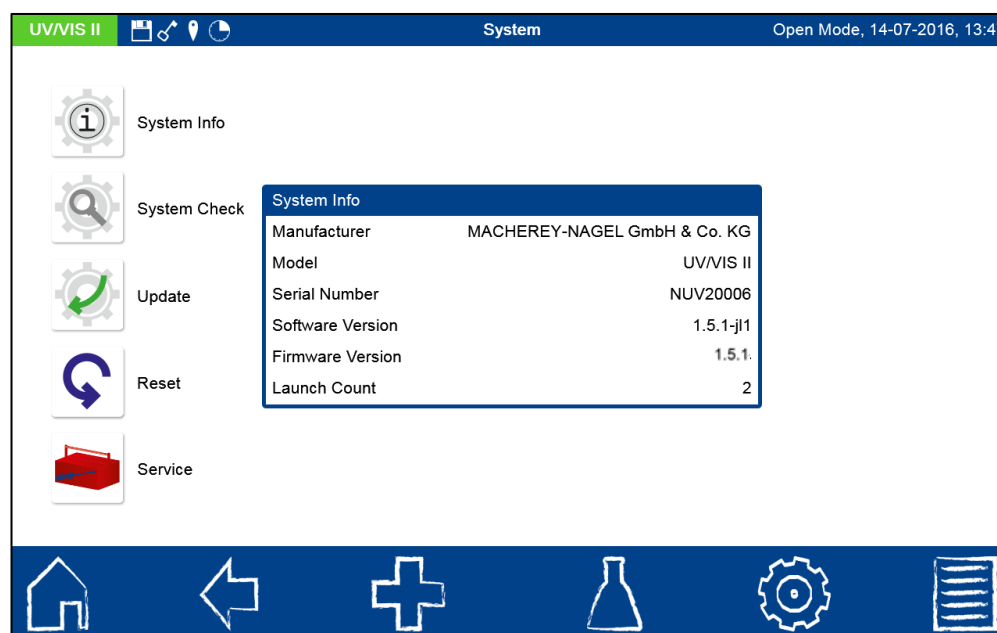 UV/VIS II System Open Mode, 14-07-2016, 13:4
System Info
System Check
Update
Reset
Service
System Info
Manufacturer MACHEREY-NAGEL GmbH & Co. KG
Model UV/VIS II
Serial Number NUV20006
Software Version 1.5.1-jl1
Firmware Version 1.5.1
Launch Count 2